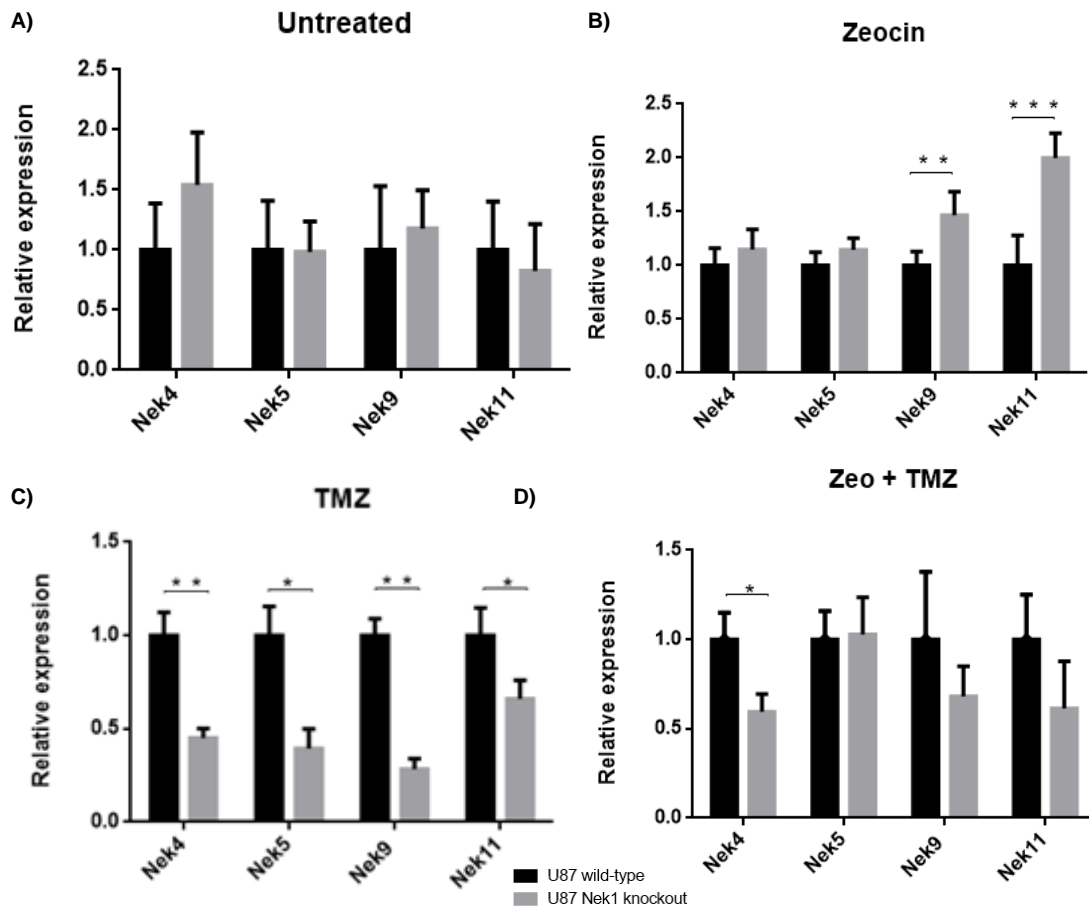 A)
Untreated
Relative expression
2.5
2.0
1.5
1.0
0.5
0.0
Nek4
Nek5
Nek9
Nek11
B)
Zeocin
Relative expression
2.5
2.0
1.5
1.0
0.5
0.0
* *
* * *
Nek4
Nek5
Nek9
Nek11
C)
TMZ
Relative expression
1.5
1.0
0.5
0.0
* *
*
* *
*
Nek4
Nek5
Nek9
Nek11
D)
Zeo + TMZ
Relative expression
1.5
1.0
0.5
0.0
*
Nek4
Nek5
Nek9
Nek11
U87 wild-type
U87 Nek1 knockout